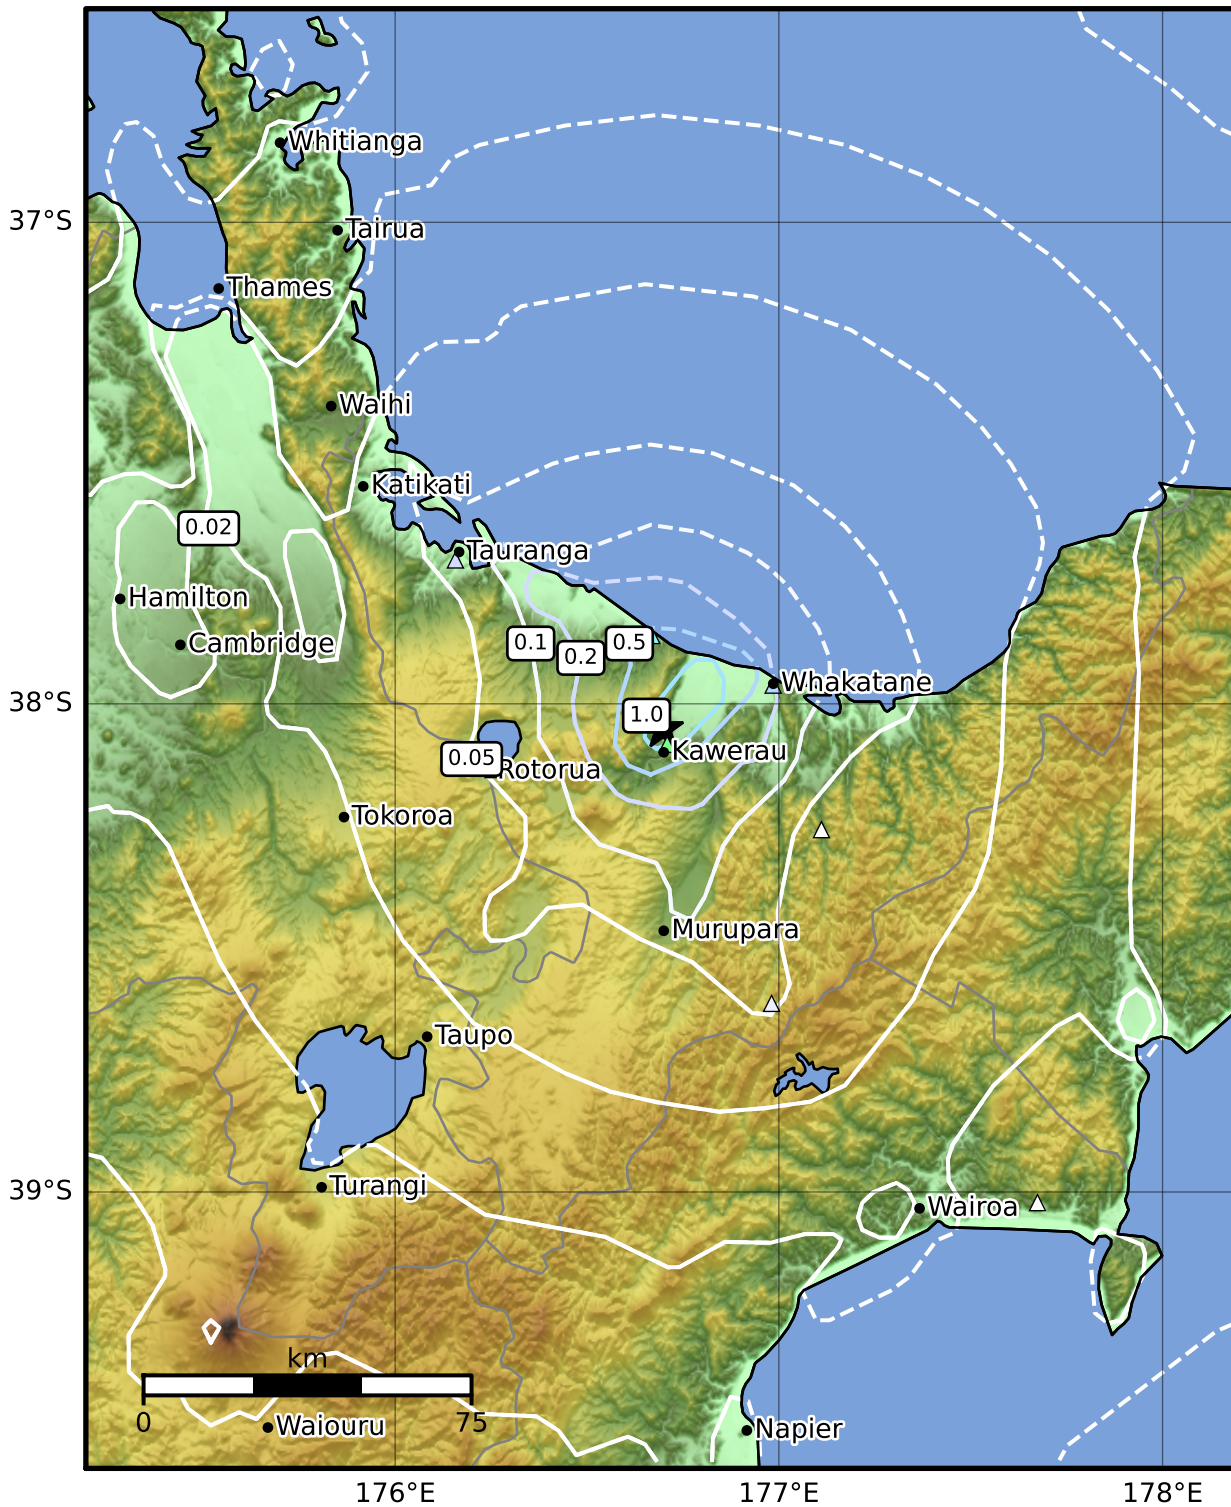 Whitianga
37°S
Tairua
Thames
Waihi
Katikati
0.02
Tauranga
Hamilton
Cambridge
0.1
0.2
0.5
Whakatane
38°S
1.0
Kawerau
0.05
Rotorua
Tokoroa
Murupara
Taupo
39°S
Turangi
Wairoa
km
0
75
Waiouru
Napier
176°E
177°E
178°E